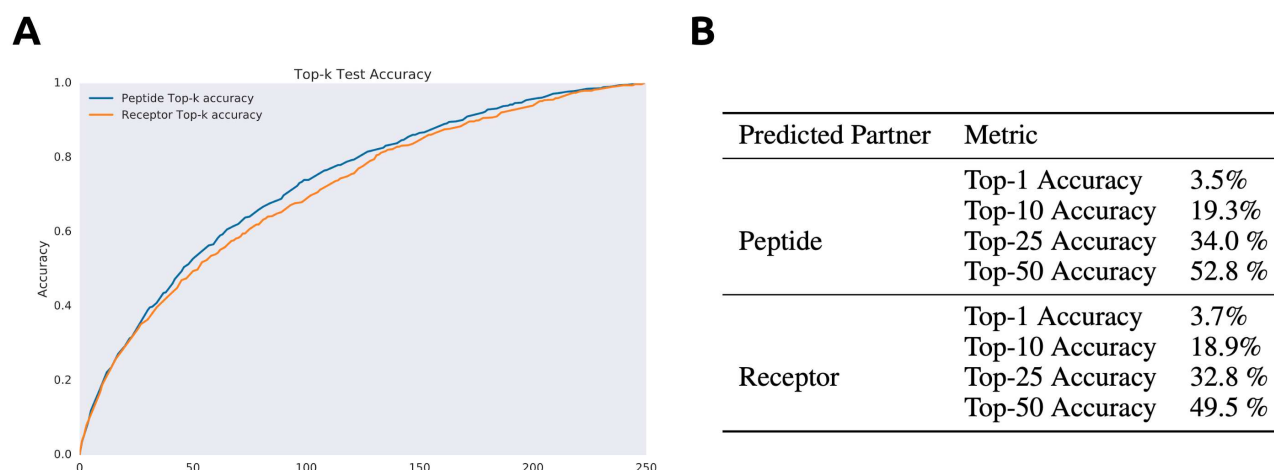 A
Top-k Test Accuracy
1.0
Peptide Top-k accuracy
Receptor Top-k accuracy
0.8
0.6
Accuracy
0.4
0.2
0.0
0 50 100 150 200 250
B
Predicted Partner Metric
Top-1 Accuracy 3.5%
Top-10 Accuracy 19.3%
Peptide
Top-25 Accuracy 34.0 %
Top-50 Accuracy 52.8 %
Top-1 Accuracy 3.7%
Top-10 Accuracy 18.9%
Receptor
Top-25 Accuracy 32.8 %
Top-50 Accuracy 49.5 %